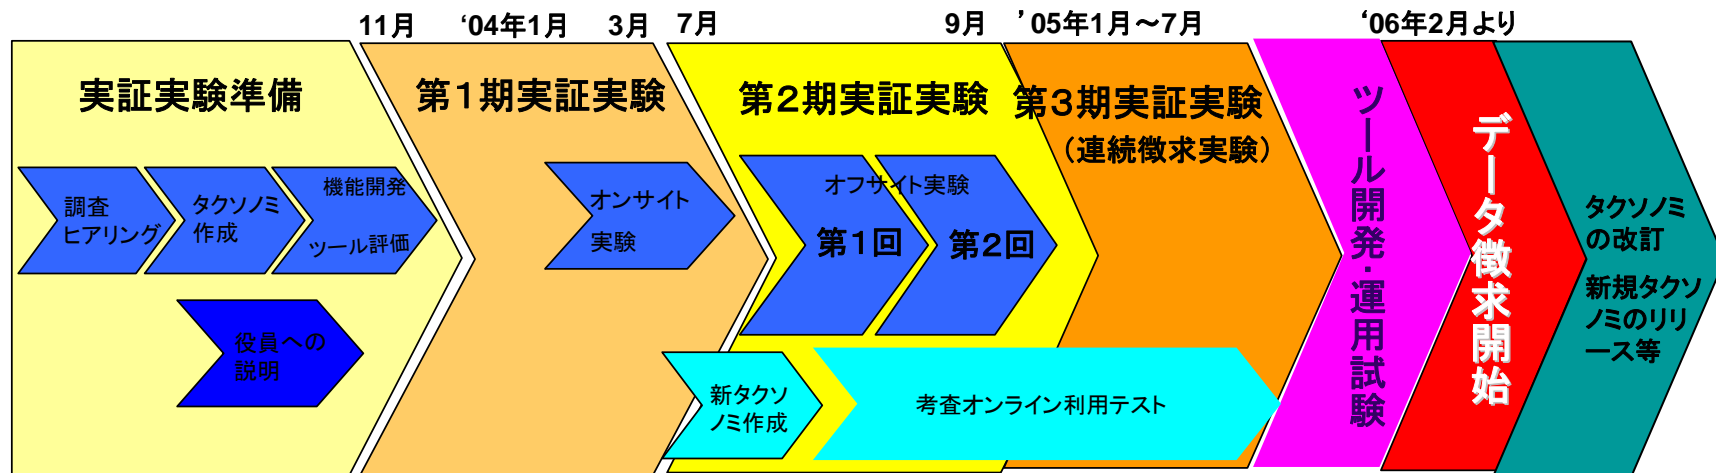 11月 ‘04年1月 3月 7月 9月 ’05年1月～7月 ‘06年2月より
実証実験準備
調査
ヒアリング
タクソノミ
作成
機能開発
ツール評価
役員への
説明
第１期実証実験
オンサイト
実験
第２期実証実験
オフサイト実験
第１回
第２回
新タクソ
ノミ作成
考査オンライン利用テスト
第３期実証実験
（連続徴求実験）
ツール開発・運用試験
データ徴求開始
タクソノミ
の改訂
新規タクソ
ノミのリリ
ース等